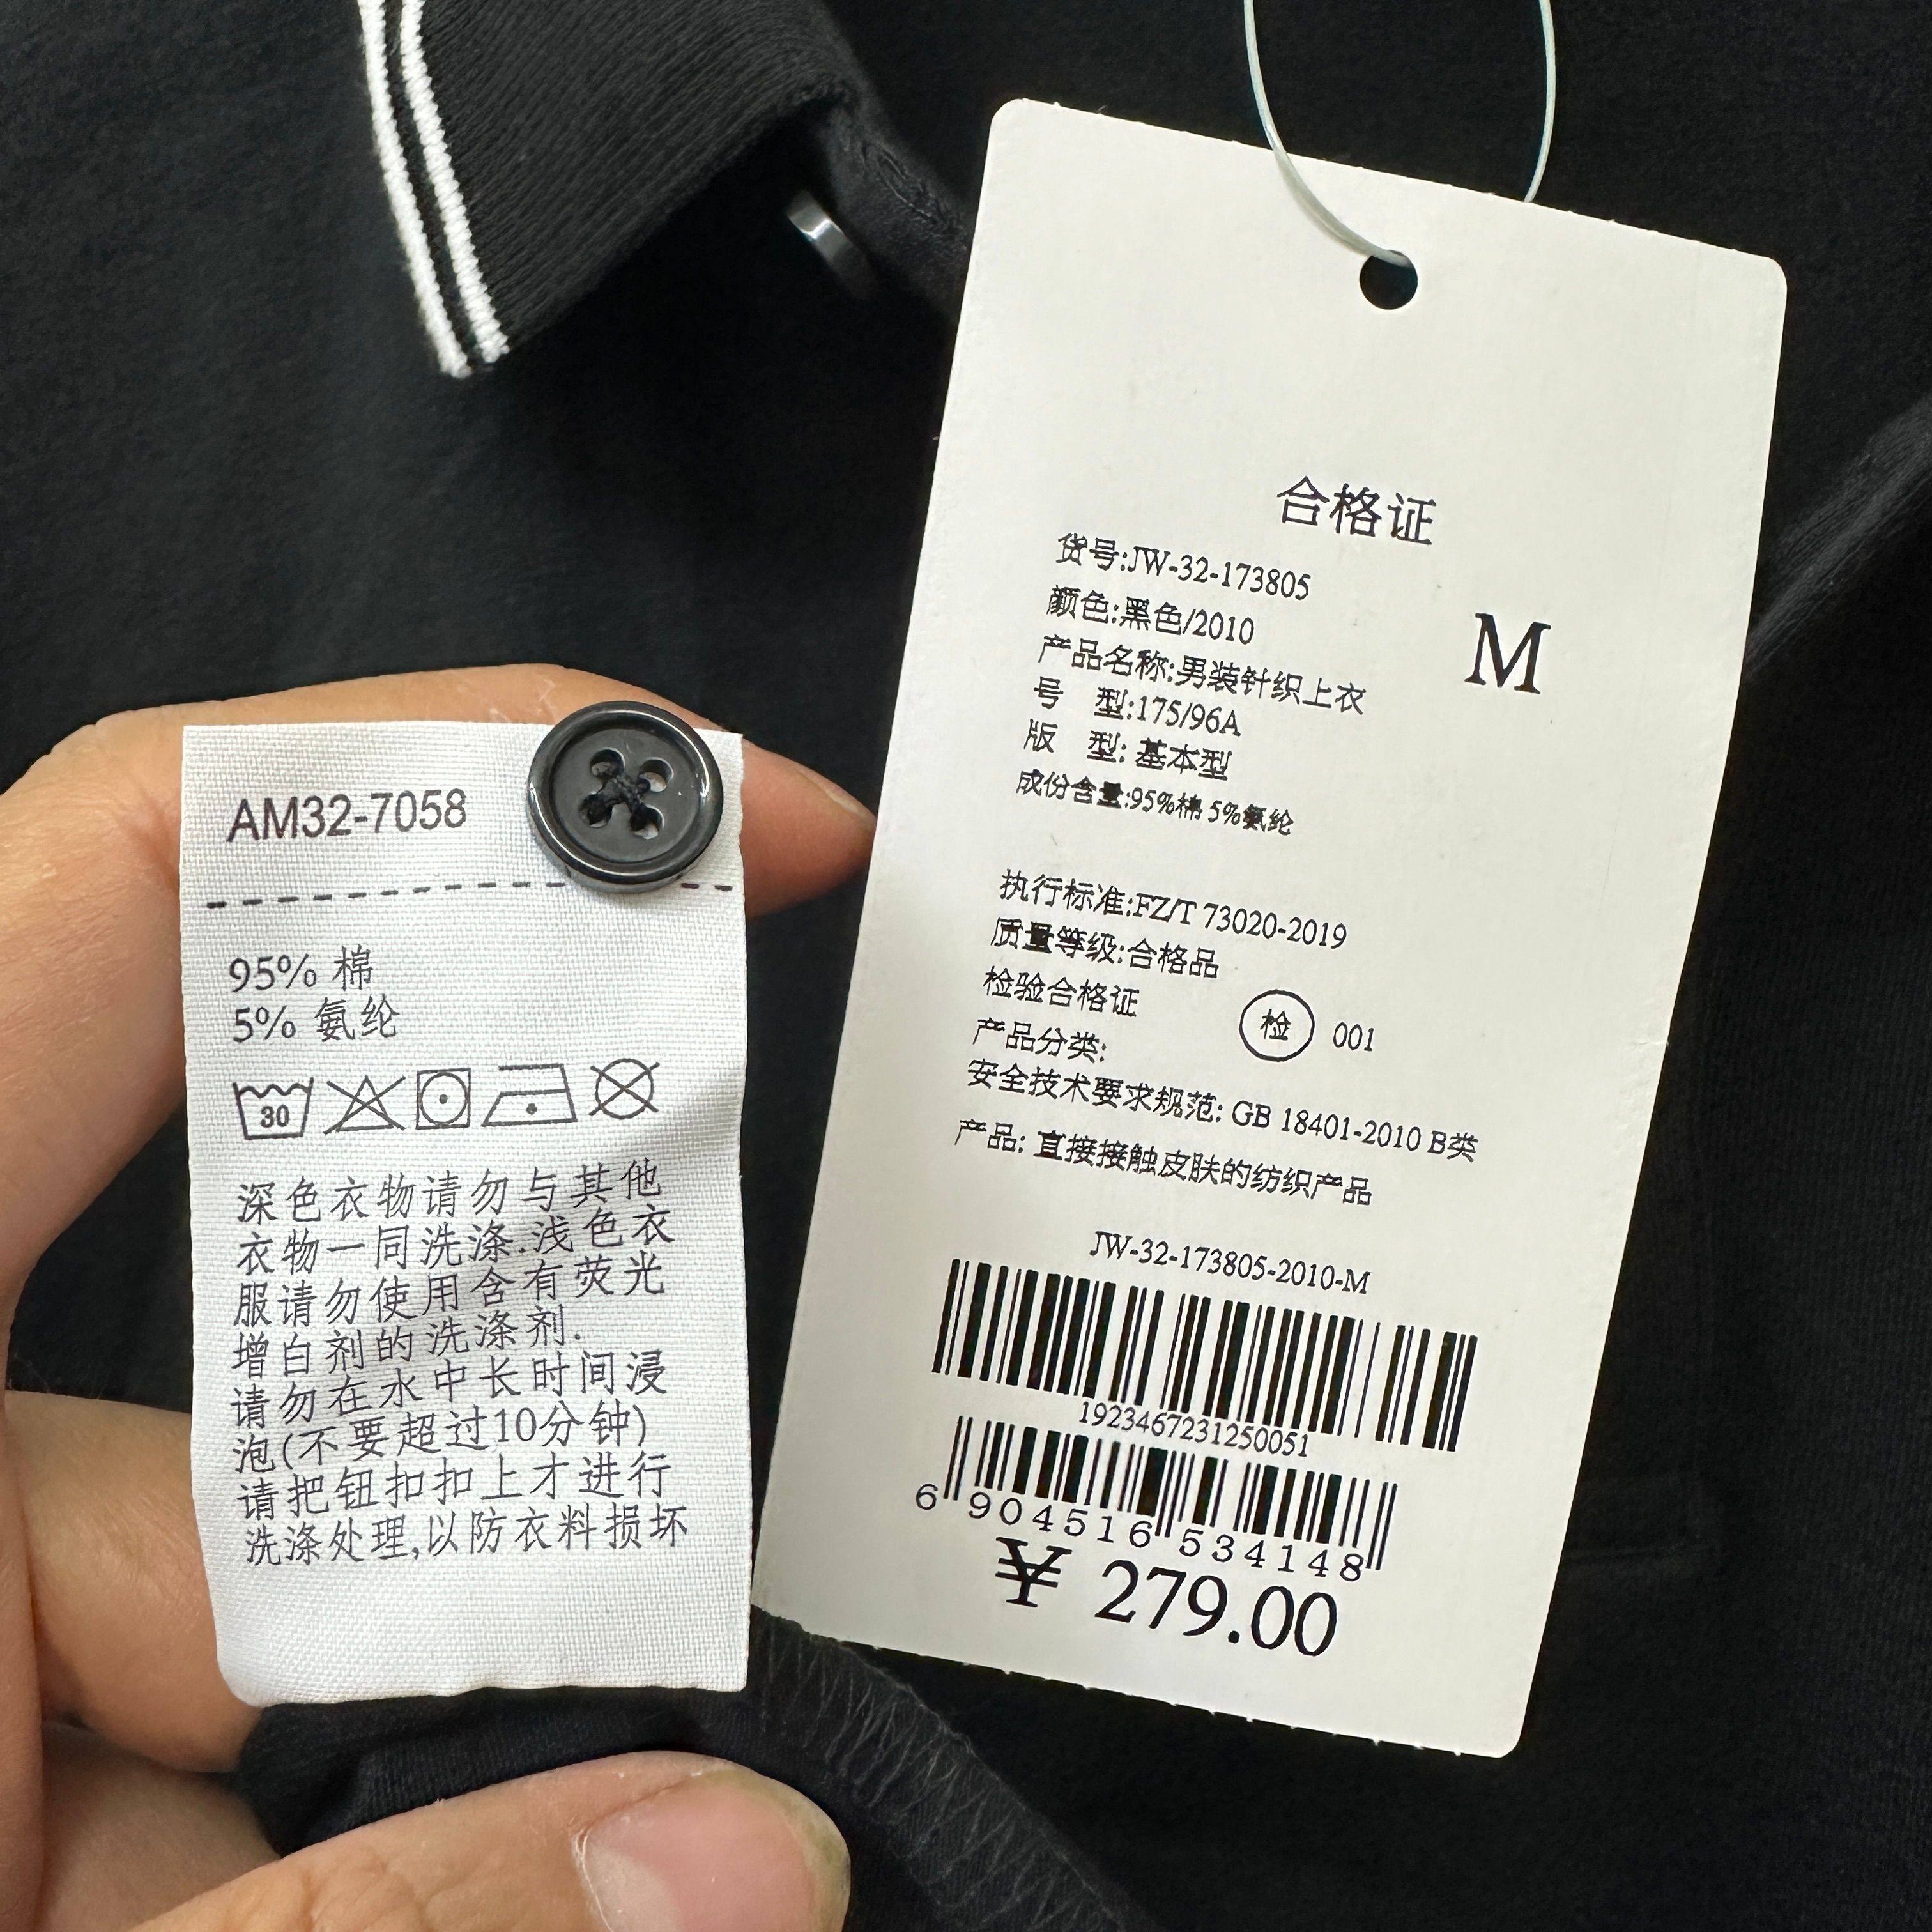 AM32-7058
95% 棉
5% 氨纶
30
深色衣物请勿与其他
衣物一同洗涤.浅色衣
服请勿使用含有荧光
增白剂的洗涤剂.
请勿在水中长时间浸
泡(不要超过10分钟)
请把钮扣扣上才进行
洗涤处理,以防衣料损坏
合格证
货号:JW-32-173805
颜色:黑色/2010
M
产品名称:男装针织上衣
号 型:175/96A
版 型: 基本型
成份含量:95%棉 5%氨纶
执行标准:FZ/T 73020-2019
质量等级:合格品
检验合格证 检 001
产品分类:
安全技术要求规范: GB 18401-2010 B类
产品: 直接接触皮肤的纺织产品
JW-32-173805-2010-M
1923467231250051
6 904516 534148
¥ 279.00